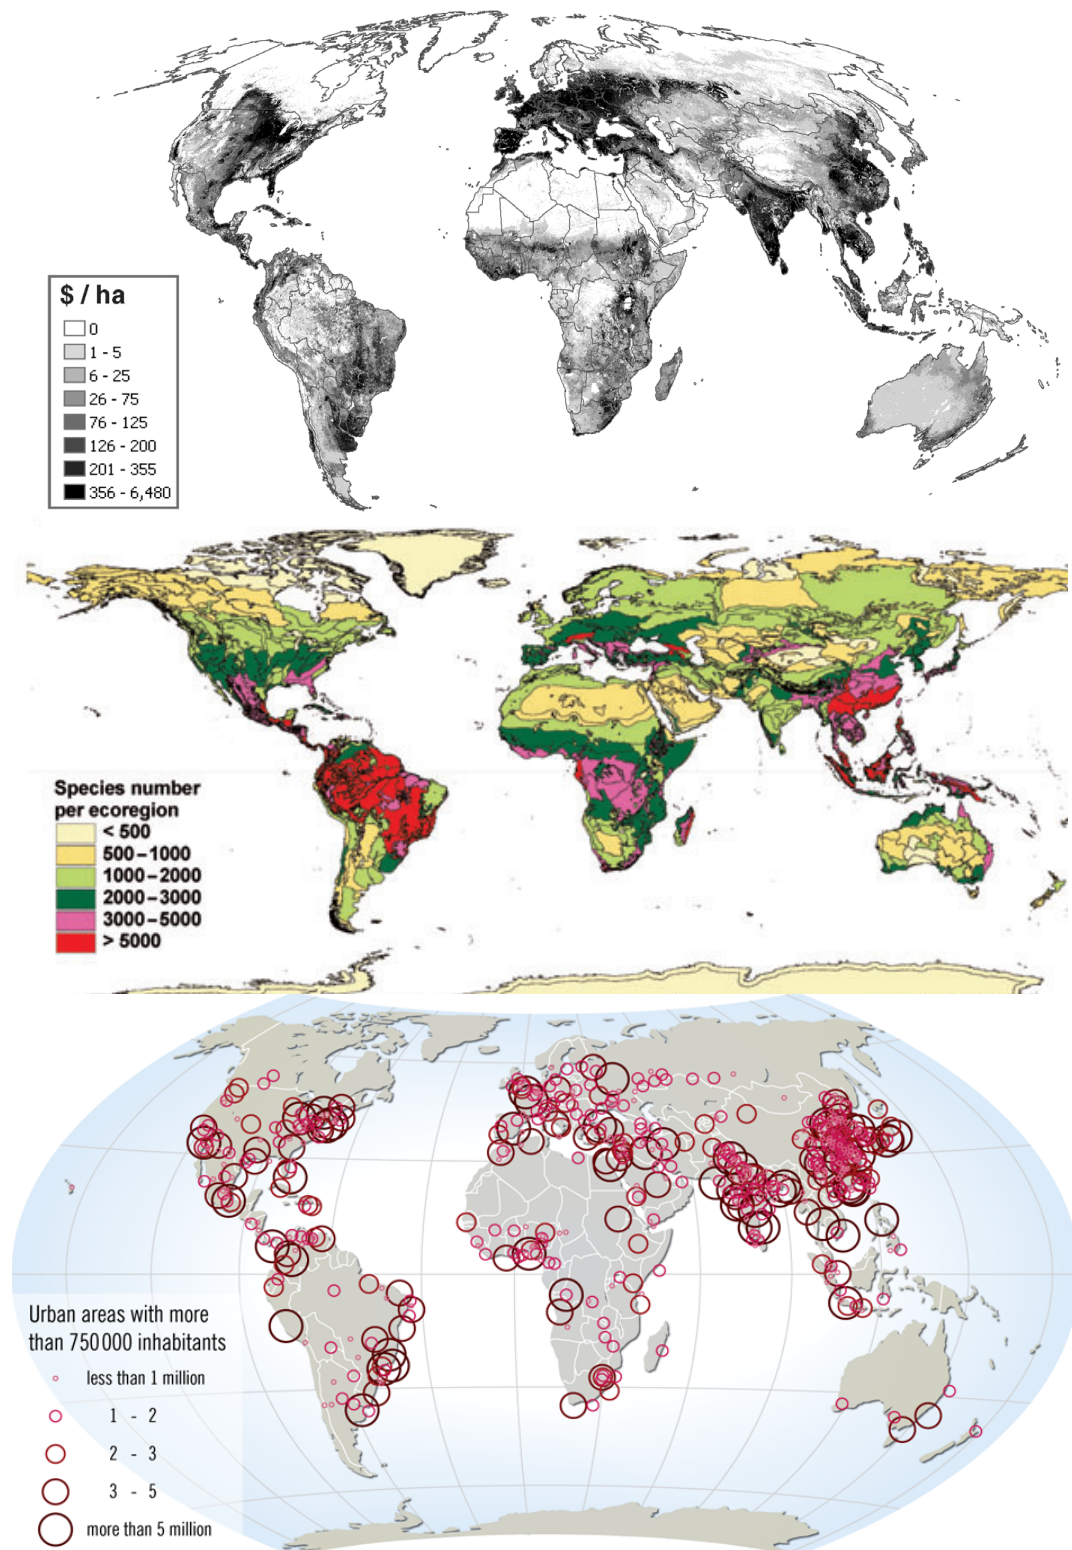 $ / ha
0
1 - 5
6 - 25
26 - 75
76 - 125
126 - 200
201 - 355
356 - 6,480
Species number
per ecoregion
< 500
500–1000
1000–2000
2000–3000
3000–5000
> 5000
Urban areas with more
than 750 000 inhabitants
less than 1 million
1 - 2
2 - 3
3 - 5
more than 5 million